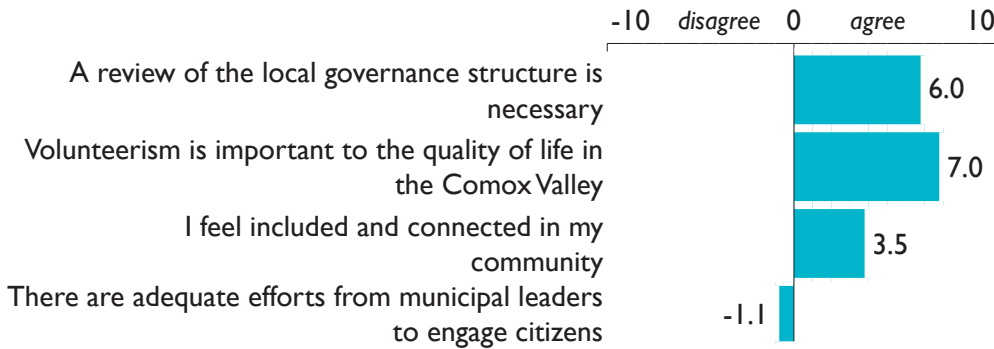 -10 disagree 0 agree 10
A review of the local governance structure is
necessary
6.0
Volunteerism is important to the quality of life in
the Comox Valley
7.0
I feel included and connected in my
community
3.5
There are adequate efforts from municipal leaders
to engage citizens
-1.1